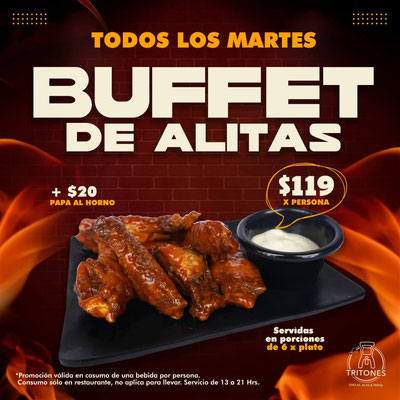 TODOS LOS MARTES
BUFFET
DE ALITAS
+ $20
PAPA AL HORNO
$119
X PERSONA
Servidas
en porciones
de 6 x plato
*Promoción válida en cosumo de una bebida por persona.
Consumo sólo en restaurante, no aplica para llevar. Servicio de 13 a 21 Hrs.
TRITONES